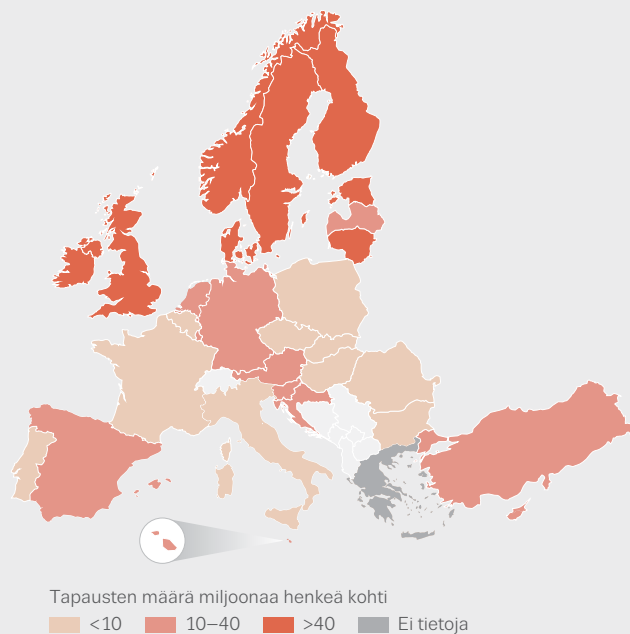 Tapausten määrä miljoonaa henkeä kohti
<10 10–40 >40 Ei tietoja